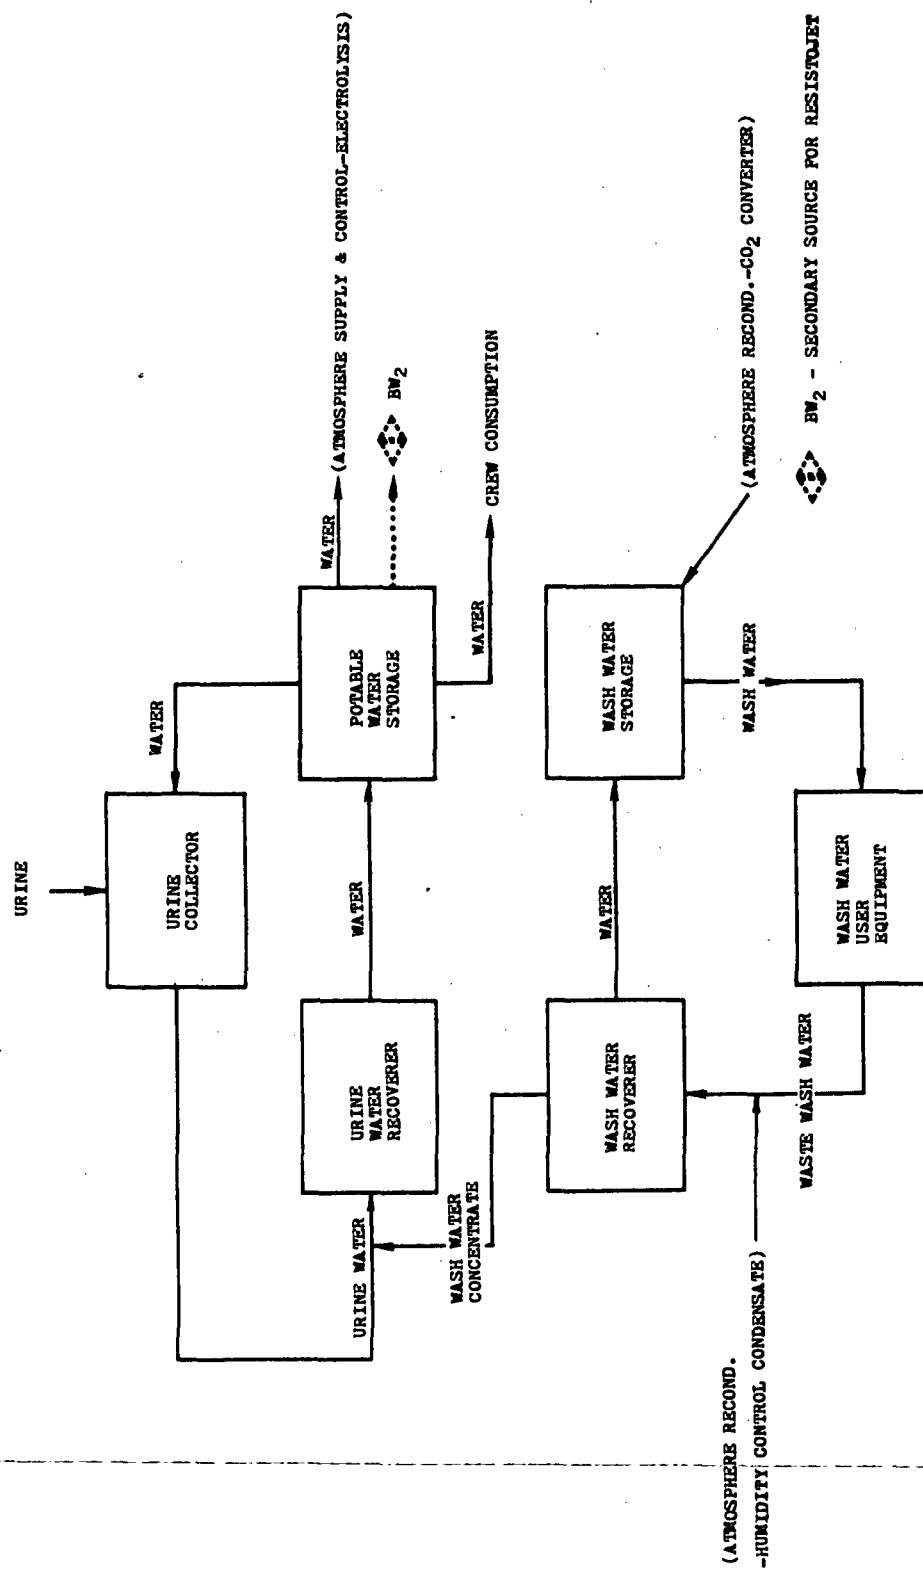 URINE
URINE
COLLECTOR
WATER
URINE WATER
URINE
WATER
RECOVERER
WATER
POTABLE
WATER
STORAGE
WATER
(ATMOSPHERE SUPPLY & CONTROL-ELECTROLYSIS)
BW2
WATER
CREW CONSUMPTION
WASH WATER
CONCENTRATE
WASH WATER
RECOVERER
WATER
WASH WATER
STORAGE
(ATMOSPHERE RECOND.-CO2 CONVERTER)
WASH WATER
WASTE WASH WATER
WASH WATER
USER
EQUIPMENT
(ATMOSPHERE RECOND.
-HUMIDITY CONTROL CONDENSATE)
BW2 - SECONDARY SOURCE FOR RESISTOJET